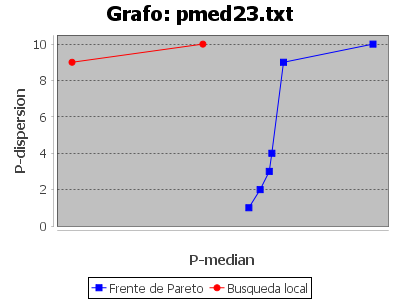 Grafo: pmed23.txt
10
8
6
4
2
0
P-dispersion
P-median
Frente de Pareto
Busqueda local